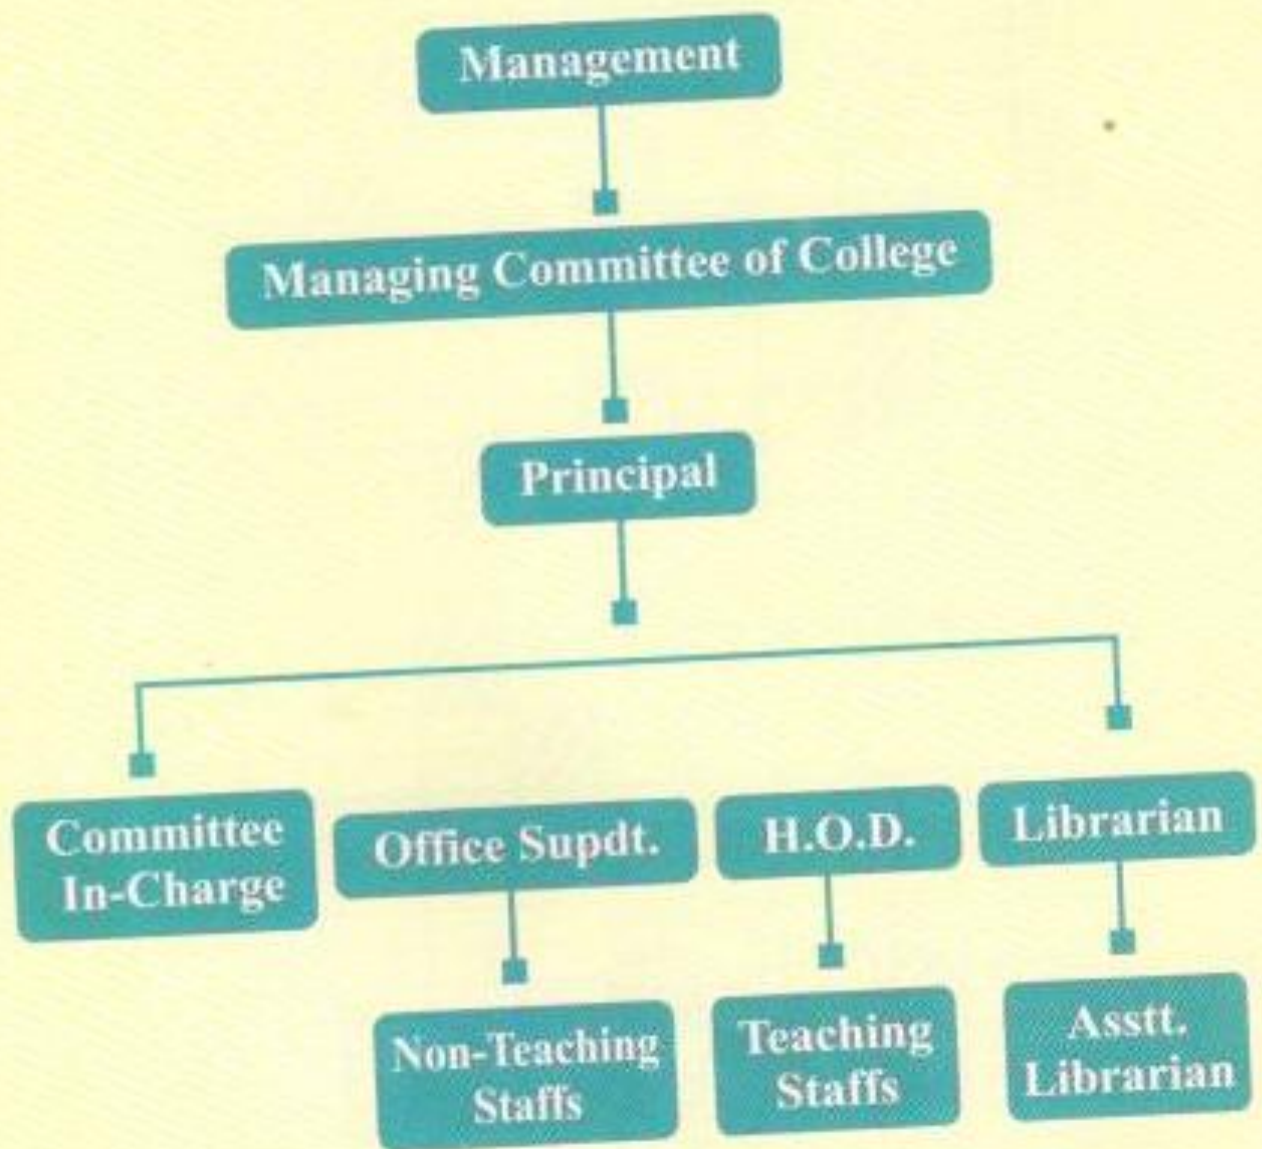 Management
Managing Committee of College
Principal
Committee
In-Charge
Office Supdt.
H.O.D.
Librarian
Non-Teaching
Staffs
Teaching
Staffs
Asstt.
Librarian